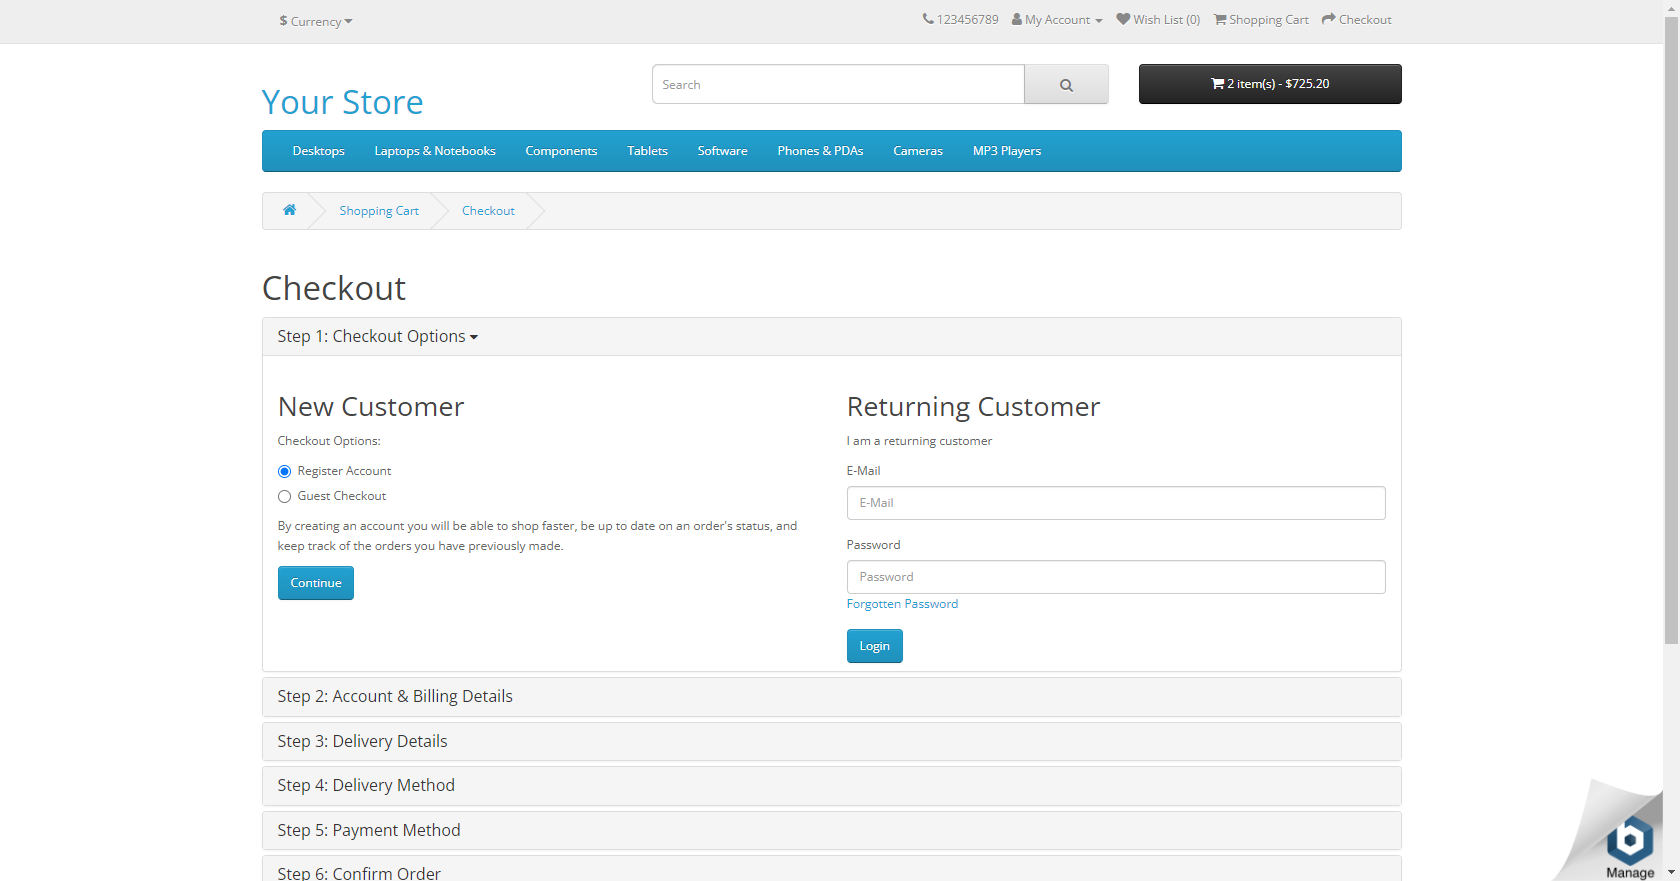 $ Currency
123456789 My Account Wish List (0) Shopping Cart Checkout
Your Store
Search
2 item(s) - $725.20
Desktops Laptops & Notebooks Components Tablets Software Phones & PDAs Cameras MP3 Players
Shopping Cart Checkout
Checkout
Step 1: Checkout Options
New Customer
Checkout Options:
Register Account
Guest Checkout
By creating an account you will be able to shop faster, be up to date on an order's status, and
keep track of the orders you have previously made.
Continue
Returning Customer
I am a returning customer
E-Mail
E-Mail
Password
Password
Forgotten Password
Login
Step 2: Account & Billing Details
Step 3: Delivery Details
Step 4: Delivery Method
Step 5: Payment Method
Step 6: Confirm Order
Manage